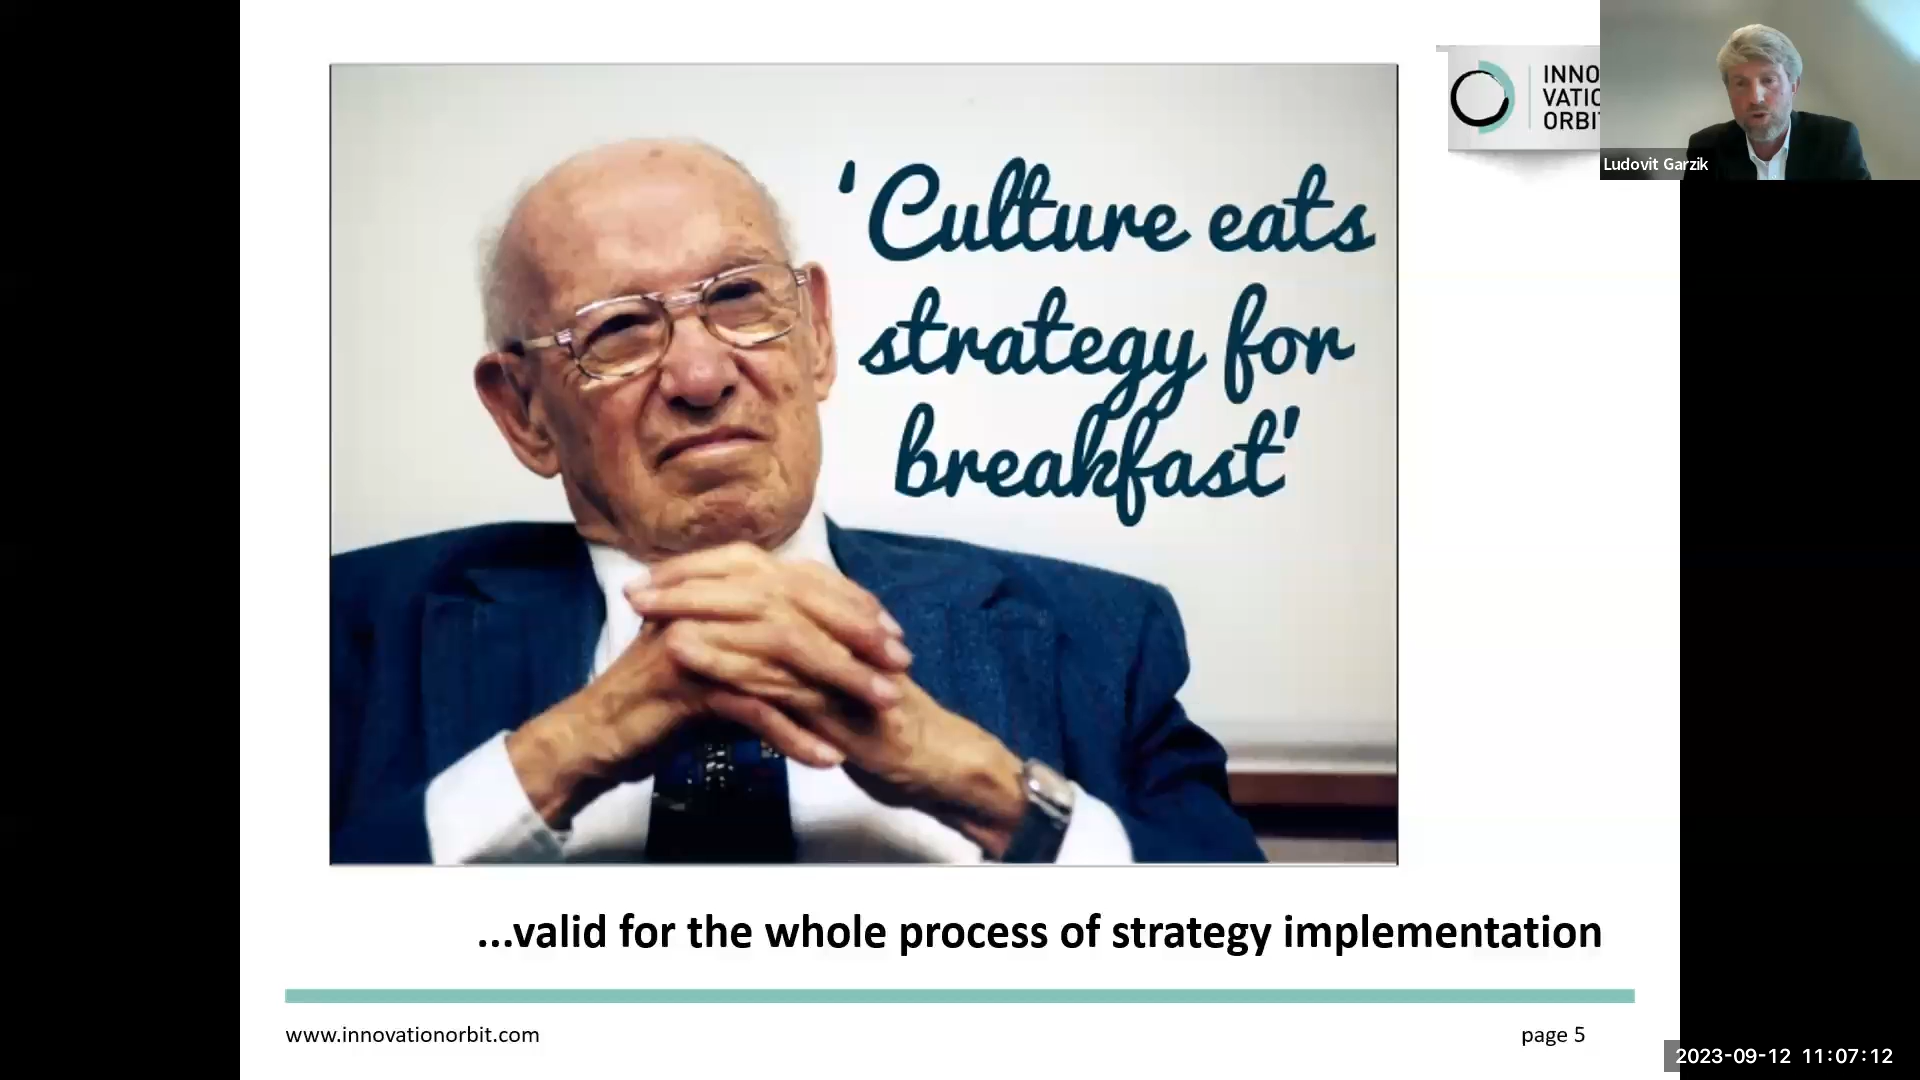 ‘Culture eats
strategy for
breakfast’
INNO
VATIO
ORBIT
Ludovit Garzik
...valid for the whole process of strategy implementation
www.innovationorbit.com
page 5
2023-09-12 11:07:12